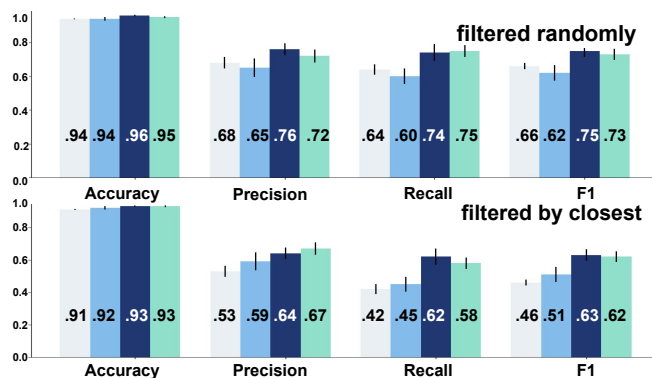 1.0
filtered randomly
0.8
0.6
0.4
.94 .94 .96 .95 .68 .65 .76 .72 .64 .60 .74 .75 .66 .62 .75 .73
0.2
0.0
Accuracy Precision Recall F1
1.0
filtered by closest
0.8
0.6
0.4
.91 .92 .93 .93 .53 .59 .64 .67 .42 .45 .62 .58 .46 .51 .63 .62
0.2
0.0
Accuracy Precision Recall F1